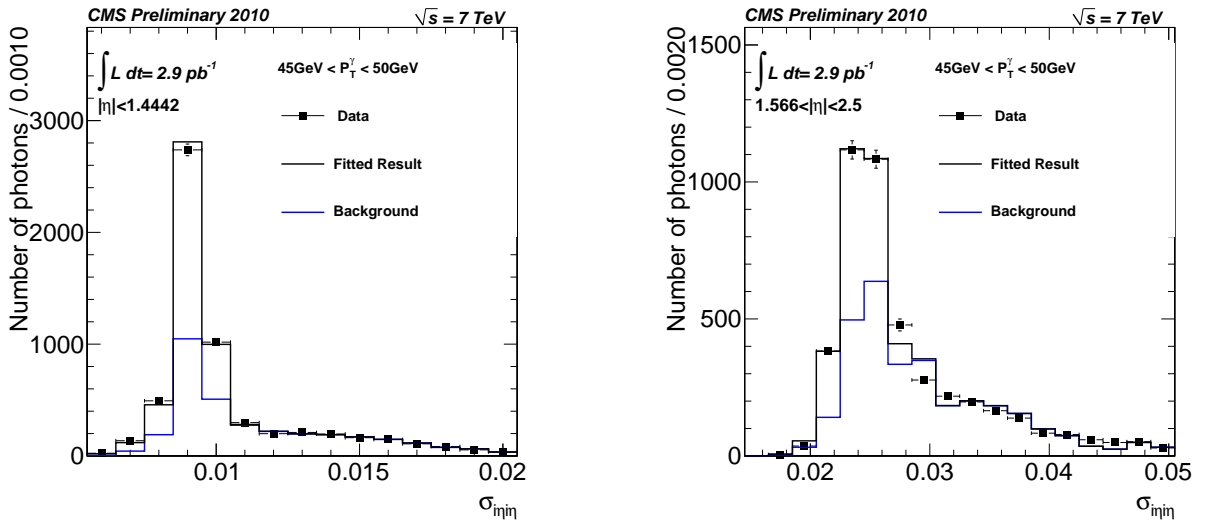 CMS Preliminary 2010 √s = 7 TeV
∫ L dt= 2.9 pb⁻¹
|η|<1.4442
45GeV < P_T^γ < 50GeV
Data
Fitted Result
Background
Number of photons / 0.0010
3000
2000
1000
0
0.01 0.015 0.02
σ_iηiη
CMS Preliminary 2010 √s = 7 TeV
∫ L dt= 2.9 pb⁻¹
1.566<|η|<2.5
45GeV < P_T^γ < 50GeV
Data
Fitted Result
Background
Number of photons / 0.0020
1500
1000
500
0
0.02 0.03 0.04 0.05
σ_iηiη